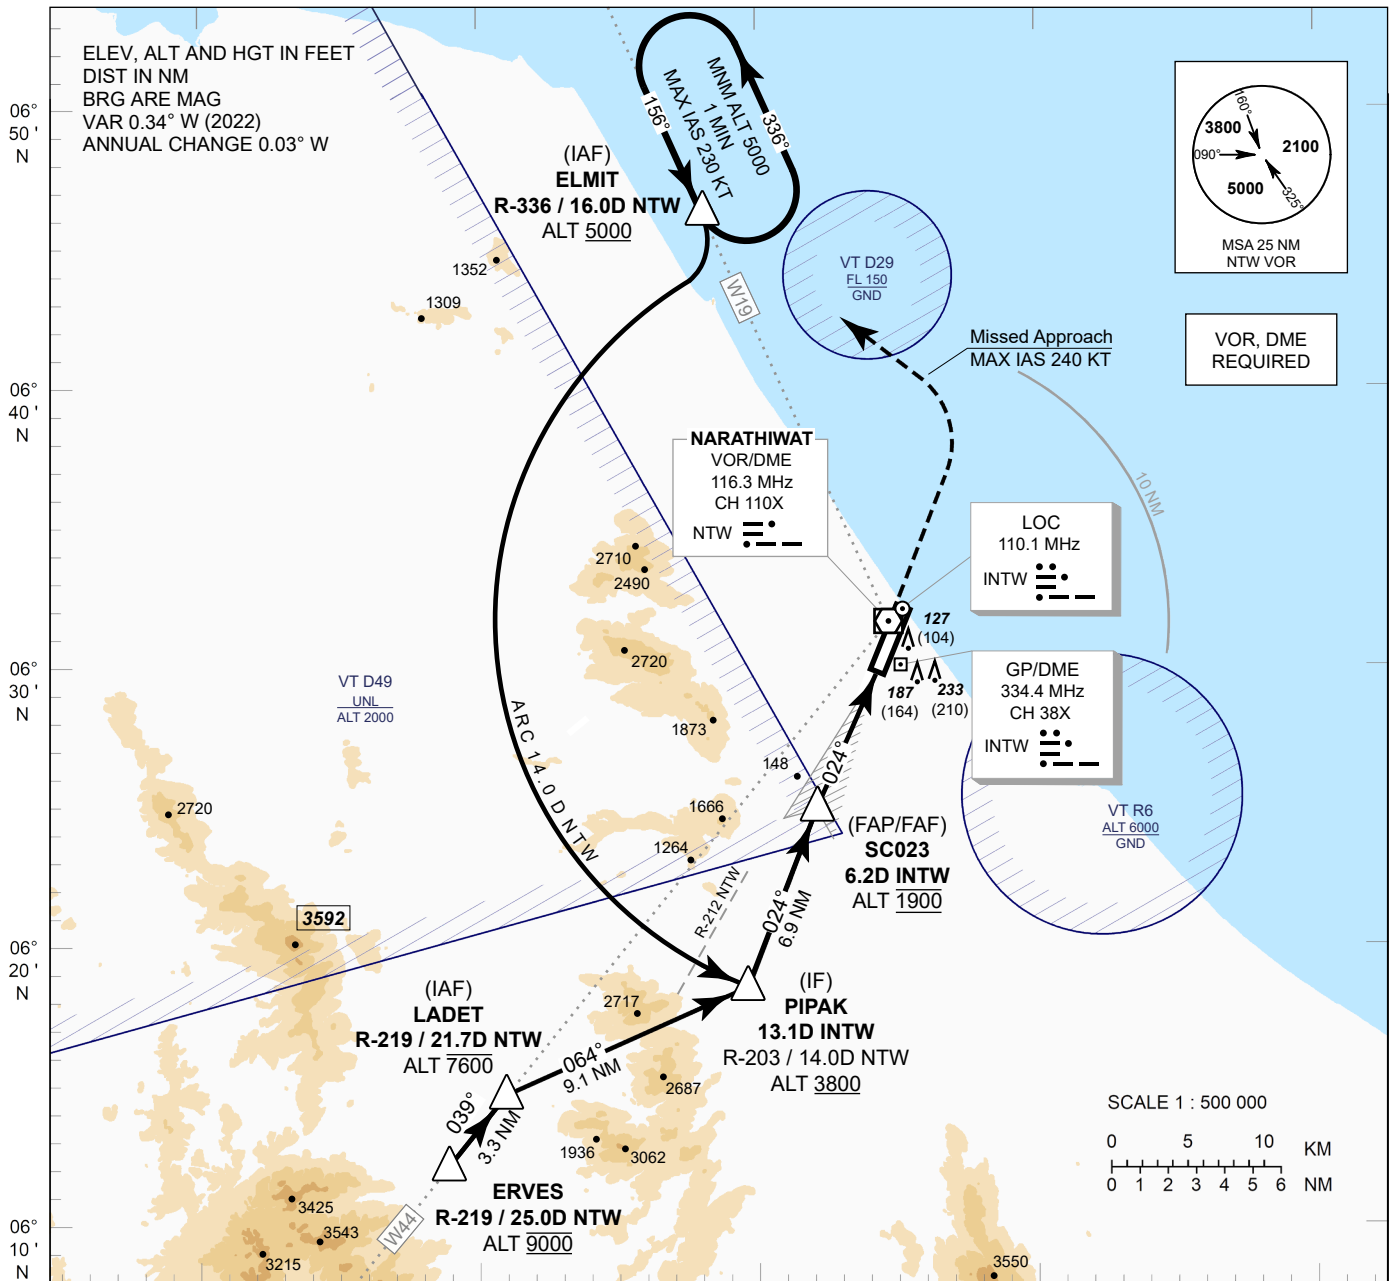 ELEV, ALT AND HGT IN FEET
DIST IN NM
BRG ARE MAG
VAR 0.34° W (2022)
ANNUAL CHANGE 0.03° W
06°
50 '
N
06°
40 '
N
06°
30 '
N
06°
20 '
N
06°
10 '
N
(IAF)
ELMIT
R-336 / 16.0D NTW
ALT 5000
156°
MAX IAS 230 KT
1 MIN
MNM ALT 5000
336°
160°
3800
090°
2100
5000
325°
MSA 25 NM
NTW VOR
VOR, DME
REQUIRED
VT D29
FL 150
GND
W19
Missed Approach
MAX IAS 240 KT
10 NM
1352
1309
NARATHIWAT
VOR/DME
116.3 MHz
CH 110X
NTW
LOC
110.1 MHz
INTW
2710
2490
2720
1873
127
(104)
187
(164)
233
(210)
GP/DME
334.4 MHz
CH 38X
INTW
VT D49
UNL
ALT 2000
ARC 14.0 D NTW
148
024°
1666
1264
2720
3592
VT R6
ALT 6000
GND
(FAP/FAF)
SC023
6.2D INTW
ALT 1900
R-212 NTW
024°
6.9 NM
(IF)
PIPAK
13.1D INTW
R-203 / 14.0D NTW
ALT 3800
(IAF)
LADET
R-219 / 21.7D NTW
ALT 7600
2717
064°
9.1 NM
2687
039°
3.3 NM
1936
3062
ERVES
R-219 / 25.0D NTW
ALT 9000
W44
3425
3543
3215
3550
SCALE 1 : 500 000
0 5 10 KM
0 1 2 3 4 5 6 NM